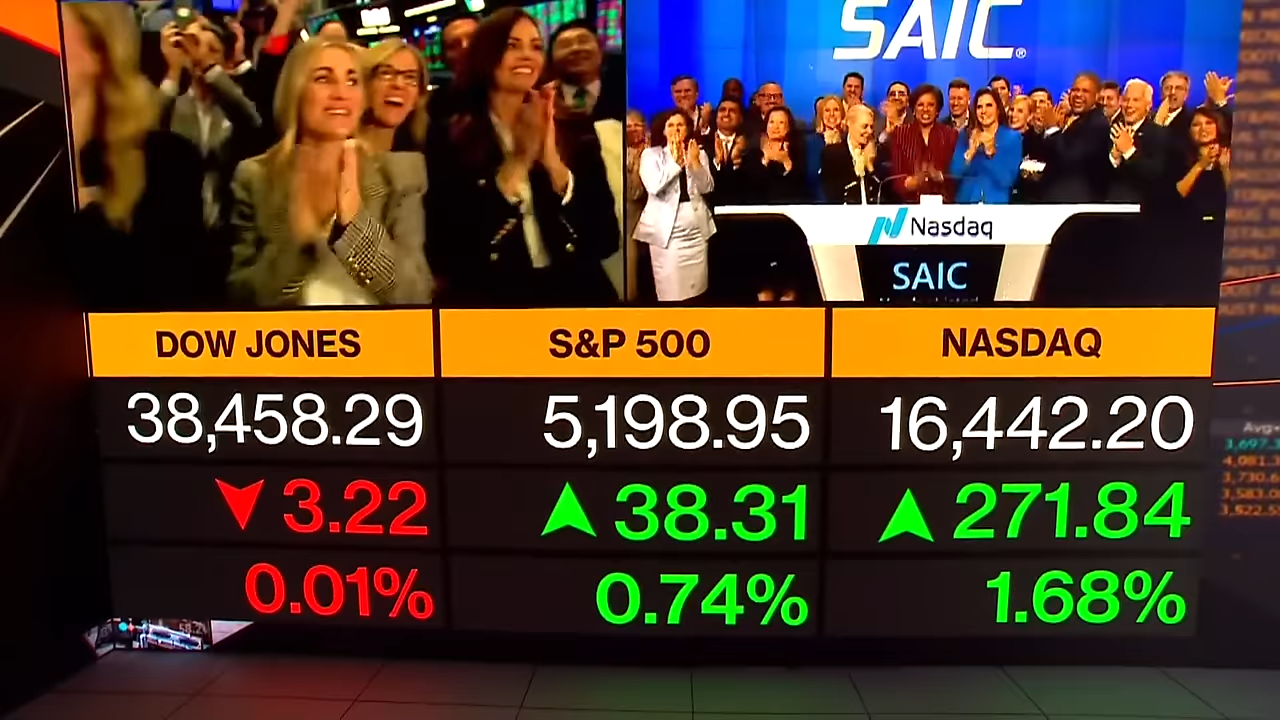 SAIC
Nasdaq
SAIC
DOW JONES
S&P 500
NASDAQ
38,458.29
5,198.95
16,442.20
3.22
38.31
271.84
0.01%
0.74%
1.68%
Avg